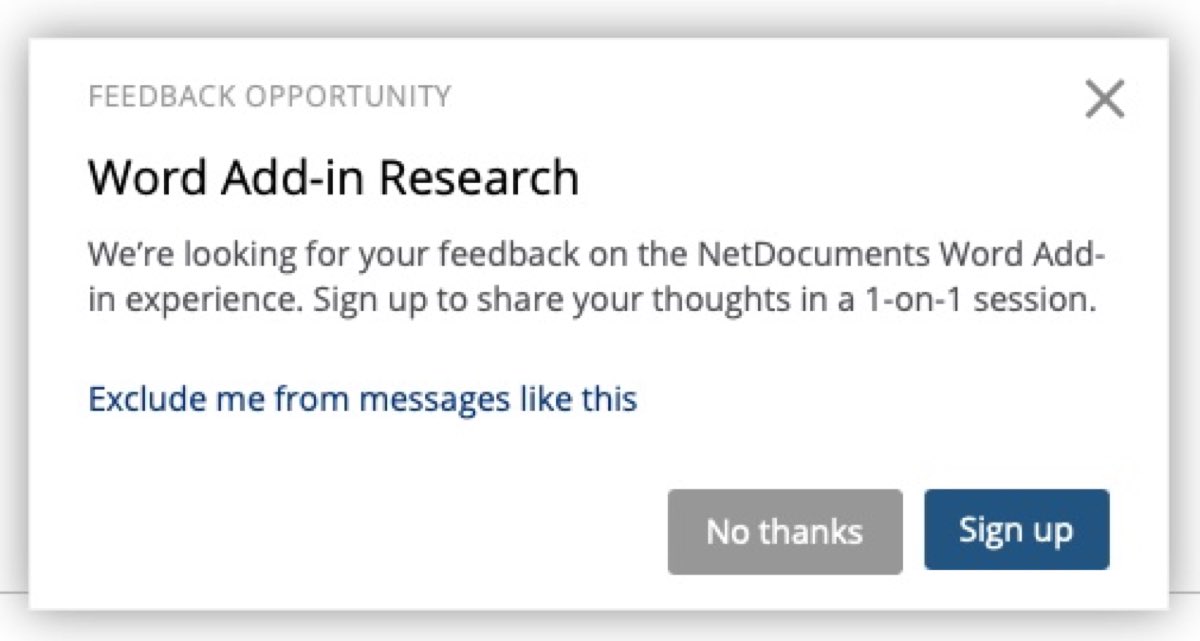 FEEDBACK OPPORTUNITY
Word Add-in Research
We’re looking for your feedback on the NetDocuments Word Add-
in experience. Sign up to share your thoughts in a 1-on-1 session.
Exclude me from messages like this
No thanks
Sign up